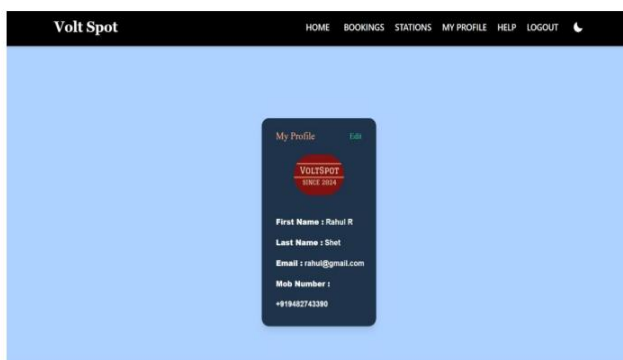 Volt Spot
HOME BOOKINGS STATIONS MY PROFILE HELP LOGOUT
My Profile Edit
VOLTSPOT
SINCE 2024
First Name : Rahul R
Last Name : Shet
Email : rahul@gmail.com
Mob Number :
+919482743390